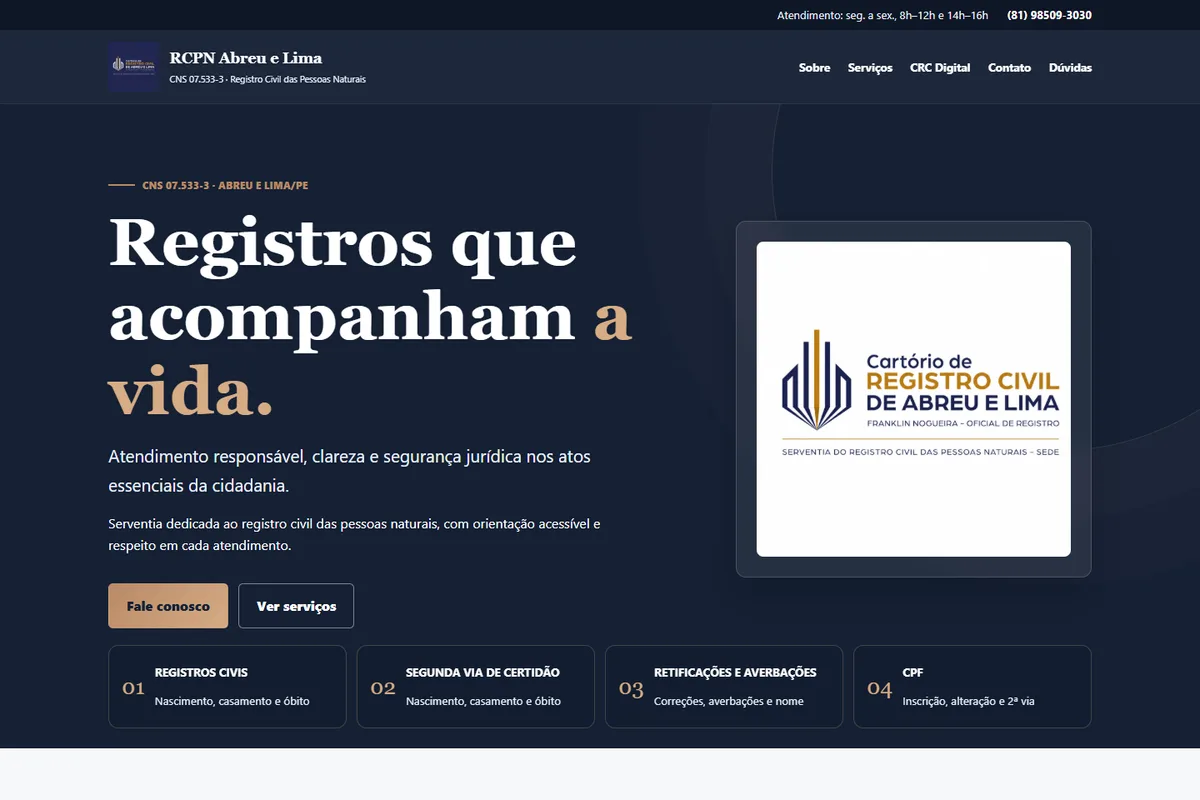 Atendimento: seg. a sex., 8h–12h e 14h–16h (81) 98509-3030
RCPN Abreu e Lima
CNS 07.533-3 · Registro Civil das Pessoas Naturais
Sobre Serviços CRC Digital Contato Dúvidas
CNS 07.533-3 · ABREU E LIMA/PE
Registros que
acompanham a
vida.
Atendimento responsável, clareza e segurança jurídica nos atos
essenciais da cidadania.
Serventia dedicada ao registro civil das pessoas naturais, com orientação acessível e
respeito em cada atendimento.
Fale conosco Ver serviços
Cartório de
REGISTRO CIVIL
DE ABREU E LIMA
FRANKLIN NOGUEIRA – OFICIAL DE REGISTRO
SERVENTIA DO REGISTRO CIVIL DAS PESSOAS NATURAIS – SEDE
01 REGISTROS CIVIS
Nascimento, casamento e óbito
02 SEGUNDA VIA DE CERTIDÃO
Nascimento, casamento e óbito
03 RETIFICAÇÕES E AVERBAÇÕES
Correções, averbações e nome
04 CPF
Inscrição, alteração e 2ª via